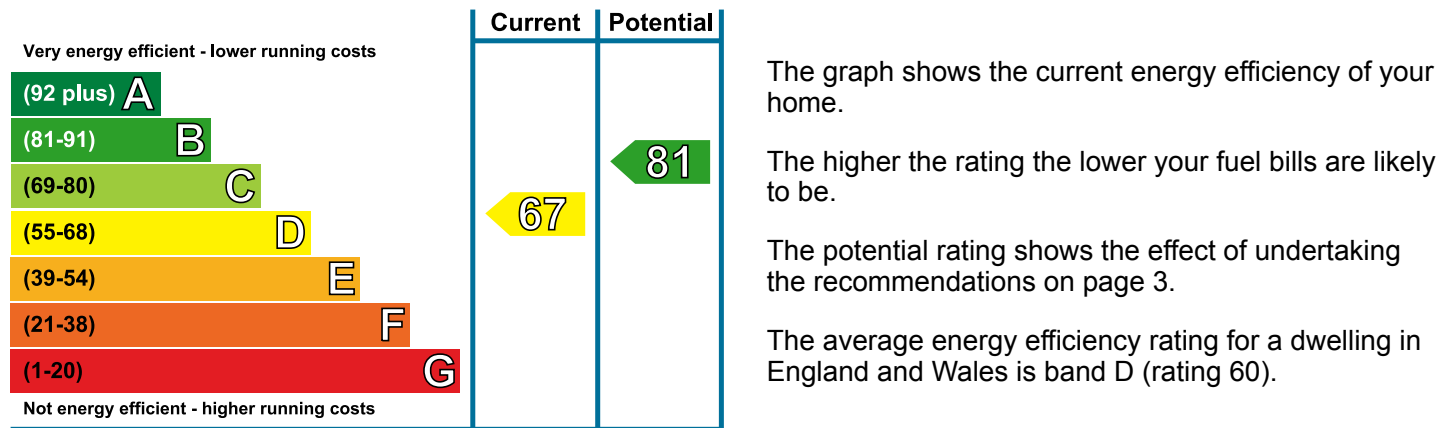 Current Potential
Very energy efficient - lower running costs
(92 plus) A
(81-91) B
81
(69-80) C
67
(55-68) D
(39-54) E
(21-38) F
(1-20) G
Not energy efficient - higher running costs
The graph shows the current energy efficiency of your
home.
The higher the rating the lower your fuel bills are likely
to be.
The potential rating shows the effect of undertaking
the recommendations on page 3.
The average energy efficiency rating for a dwelling in
England and Wales is band D (rating 60).